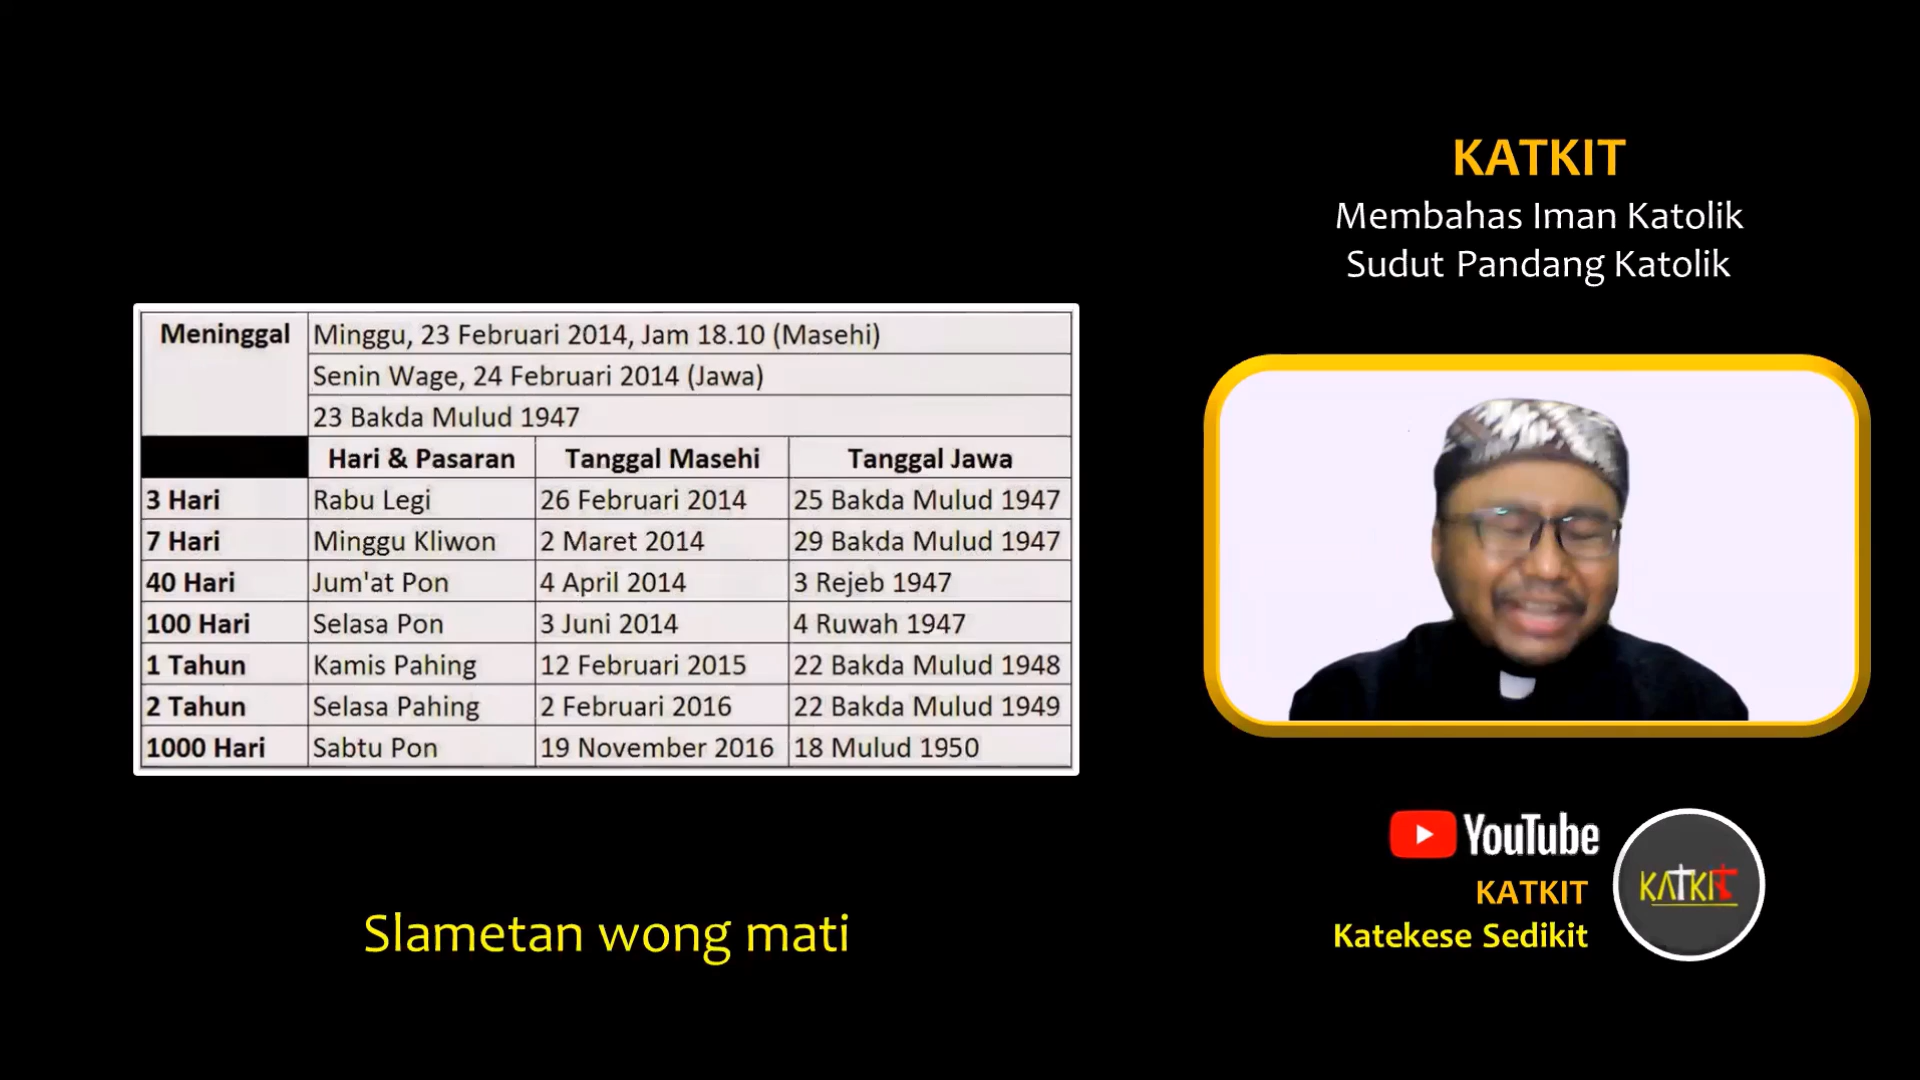 KATKIT
Membahas Iman Katolik
Sudut Pandang Katolik
Meninggal Minggu, 23 Februari 2014, Jam 18.10 (Masehi)
Senin Wage, 24 Februari 2014 (Jawa)
23 Bakda Mulud 1947
Hari & Pasaran Tanggal Masehi Tanggal Jawa
3 Hari Rabu Legi 26 Februari 2014 25 Bakda Mulud 1947
7 Hari Minggu Kliwon 2 Maret 2014 29 Bakda Mulud 1947
40 Hari Jum'at Pon 4 April 2014 3 Rejeb 1947
100 Hari Selasa Pon 3 Juni 2014 4 Ruwah 1947
1 Tahun Kamis Pahing 12 Februari 2015 22 Bakda Mulud 1948
2 Tahun Selasa Pahing 2 Februari 2016 22 Bakda Mulud 1949
1000 Hari Sabtu Pon 19 November 2016 18 Mulud 1950
Slametan wong mati
YouTube
KATKIT
Katekese Sedikit
KATKIT